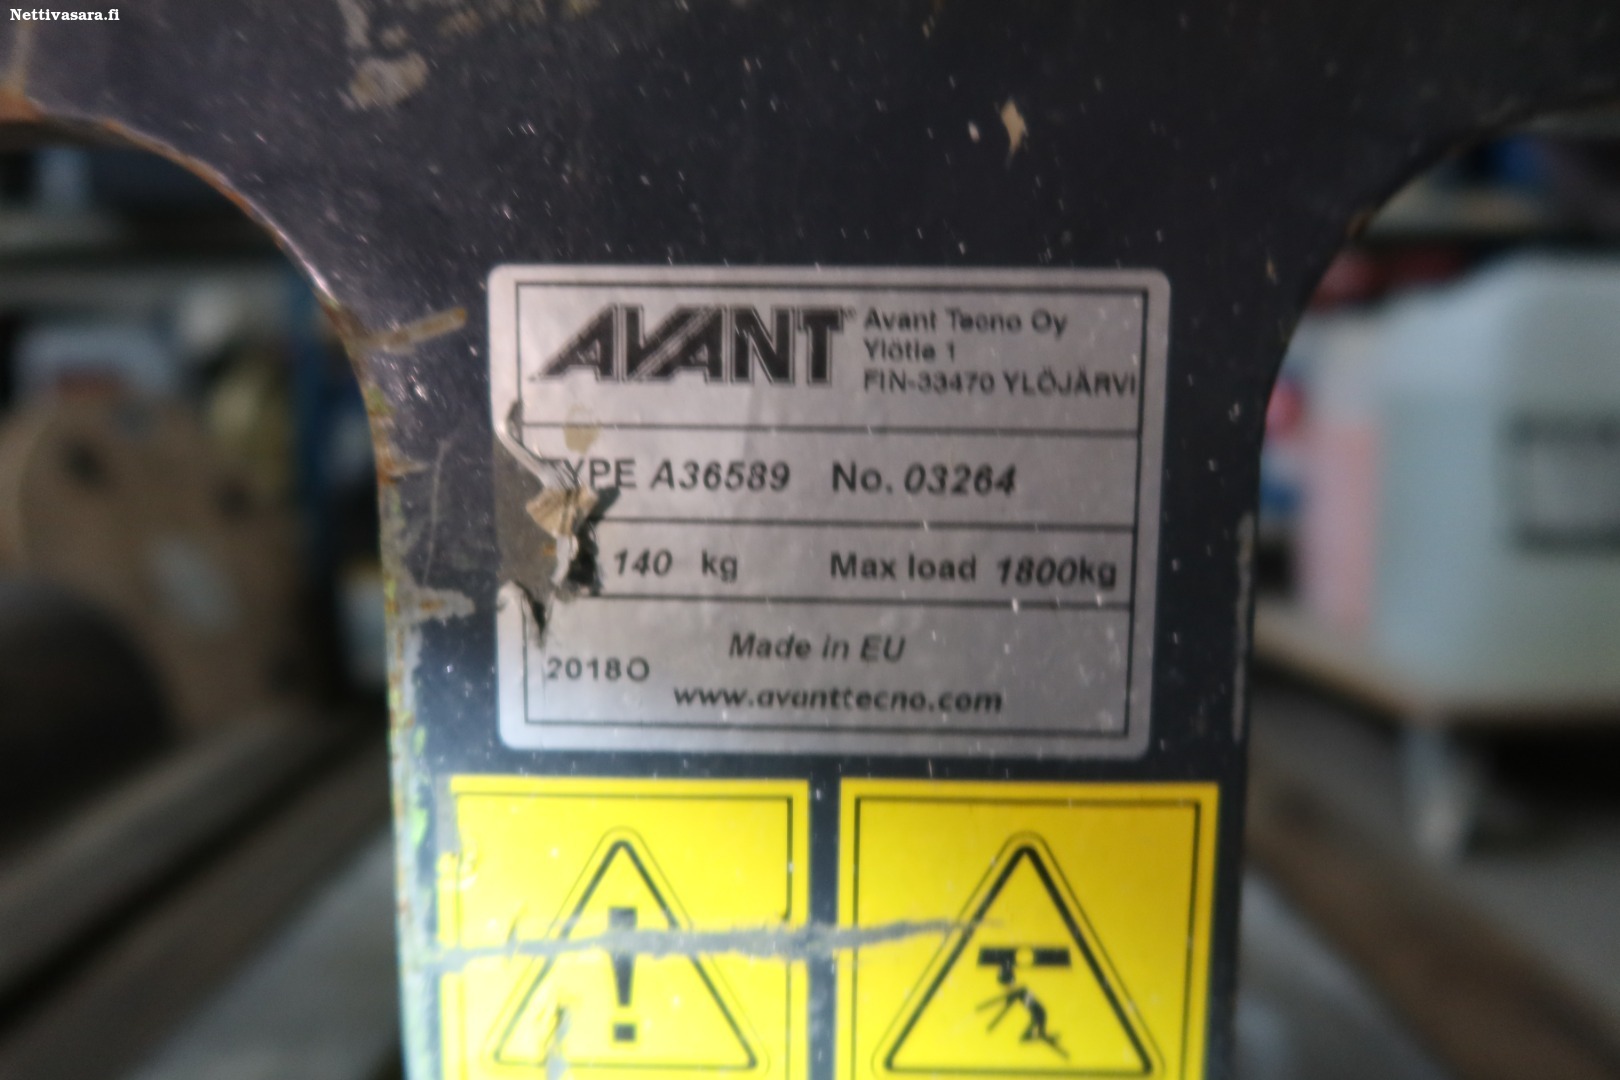 Nettivasara.fi
AVANT
Avant Tecno Oy
Ylötie 1
FIN-33470 YLÖJÄRVI
TYPE A36589 No. 03264
140 kg Max load 1800kg
Made in EU
2018O
www.avanttecno.com